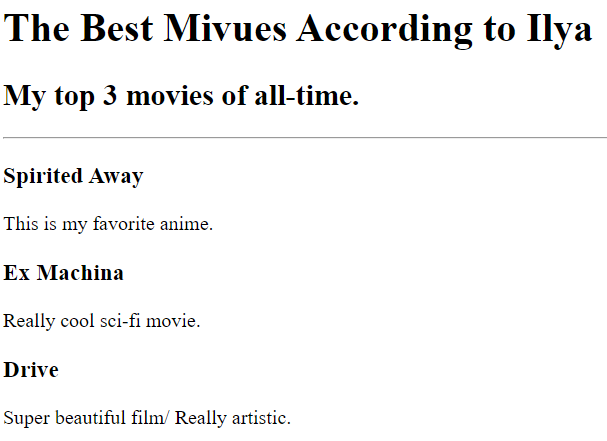 The Best Mivues According to Ilya
My top 3 movies of all-time.
Spirited Away
This is my favorite anime.
Ex Machina
Really cool sci-fi movie.
Drive
Super beautiful film/ Really artistic.